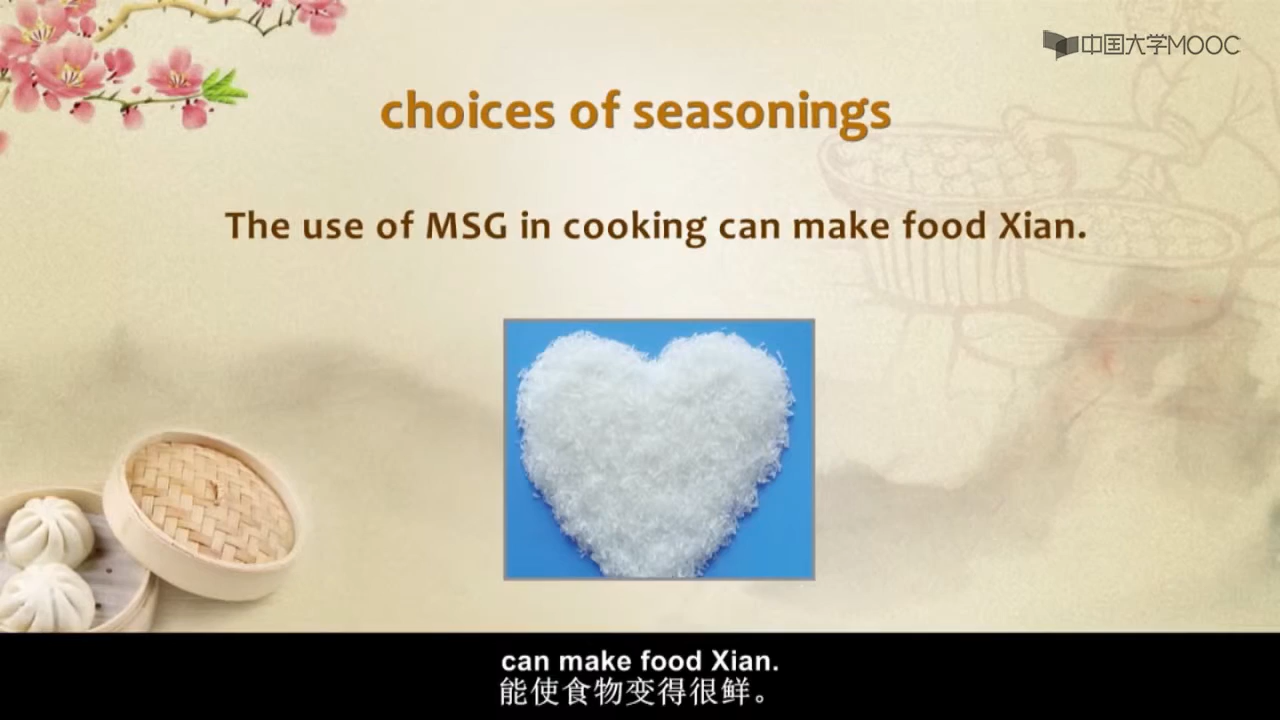 中国大学MOOC
choices of seasonings
The use of MSG in cooking can make food Xian.
can make food Xian.
能使食物变得很鲜。